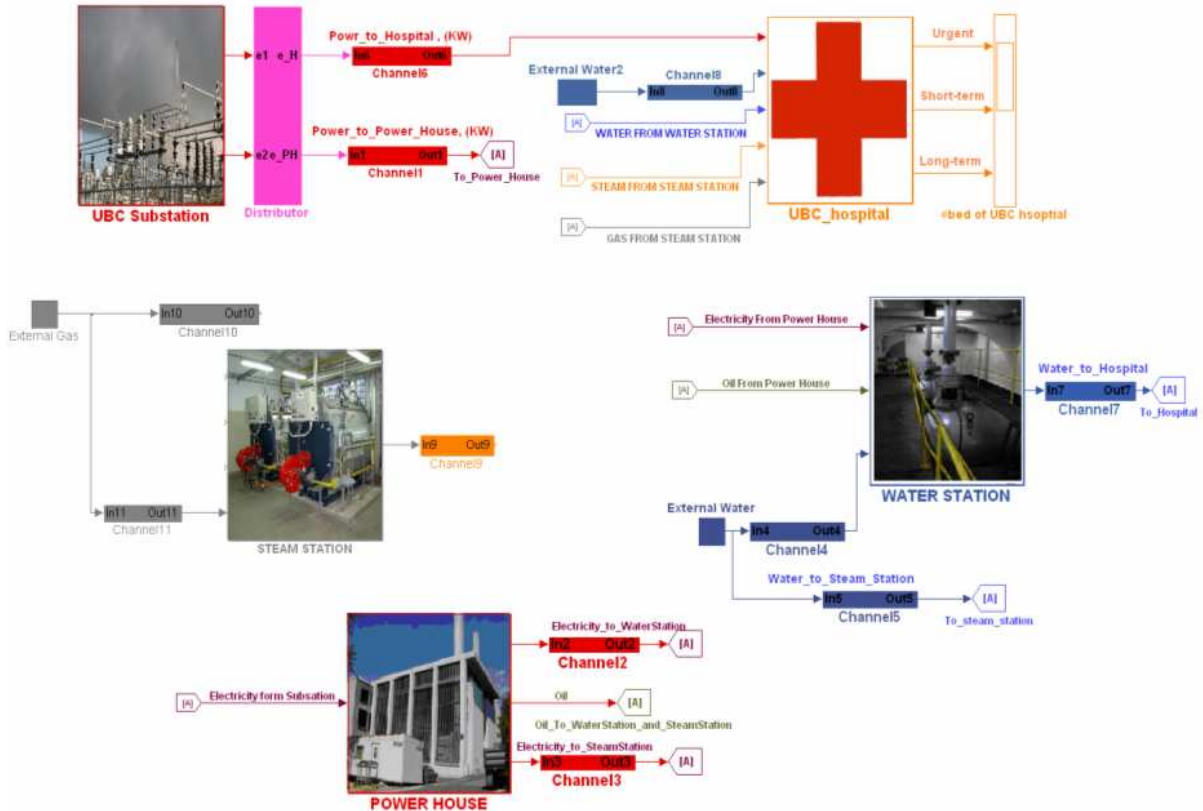 Powr_to_Hospital , (KW)
e1 e_H
In6 Out6
Channel6
Power_to_Power_House, (KW)
e2e_PH
In1 Out1
Channel1
[A]
To_Power_House
UBC Substation
Distributor
External Water2
Channel8
In8 Out8
[A]
WATER FROM WATER STATION
[A]
STEAM FROM STEAM STATION
[A]
GAS FROM STEAM STATION
UBC_hospital
Urgent
Short-term
Long-term
#bed of UBC hsoptial
External Gas
In10 Out10
Channel10
In11 Out11
Channel11
STEAM STATION
In9 Out9
Channel9
[A]
Electricity From Power House
[A]
Oil From Power House
WATER STATION
Water_to_Hospital
In7 Out7
Channel7
[A]
To_Hospital
External Water
In4 Out4
Channel4
Water_to_Steam_Station
In5 Out5
Channel5
[A]
To_steam_station
[A]
Electricity form Subsation
POWER HOUSE
Electricity_to_WaterStation
In2 Out2
Channel2
[A]
Oil
[A]
Oil_To_WaterStation_and_SteamStation
Electricity_to_SteamStation
In3 Out3
Channel3
[A]